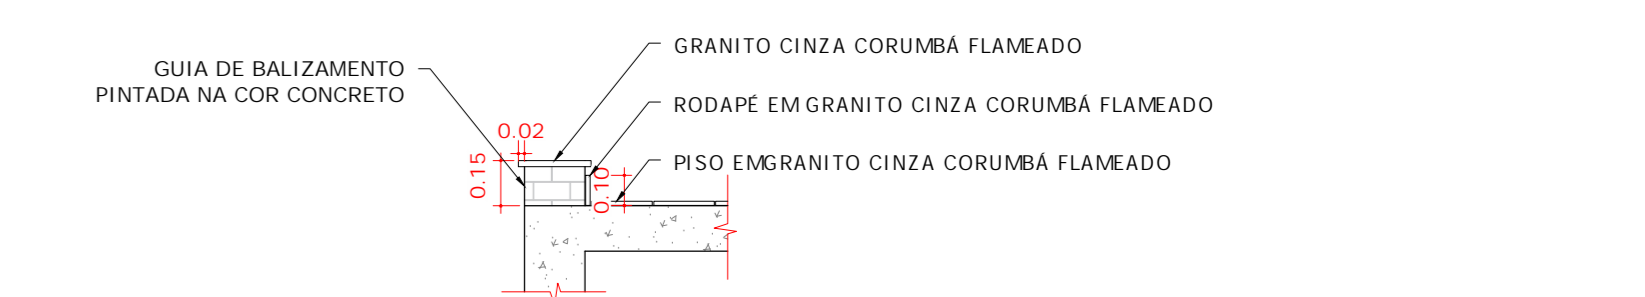 GRANITO CINZA CORUMBÁ FLAMEADO
GUIA DE BALIZAMENTO
PINTADA NA COR CONCRETO
RODAPÉ EM GRANITO CINZA CORUMBÁ FLAMEADO
0.02
0.15
0.10
PISO EMGRANITO CINZA CORUMBÁ FLAMEADO